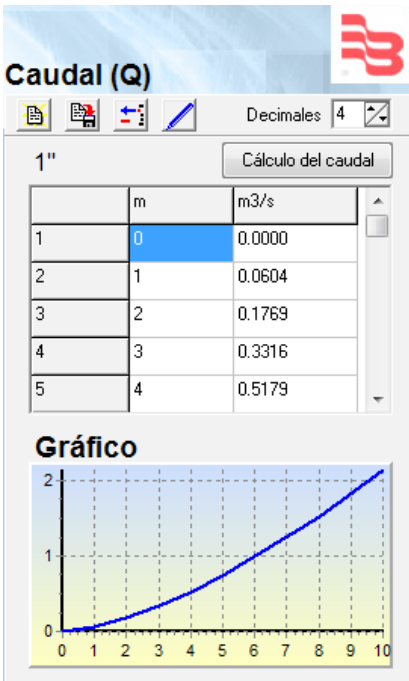 Caudal (Q)
Decimales 4
1" Cálculo del caudal
m m3/s
1 0 0.0000
2 1 0.0604
3 2 0.1769
4 3 0.3316
5 4 0.5179
Gráfico
2
1
0
0 1 2 3 4 5 6 7 8 9 10